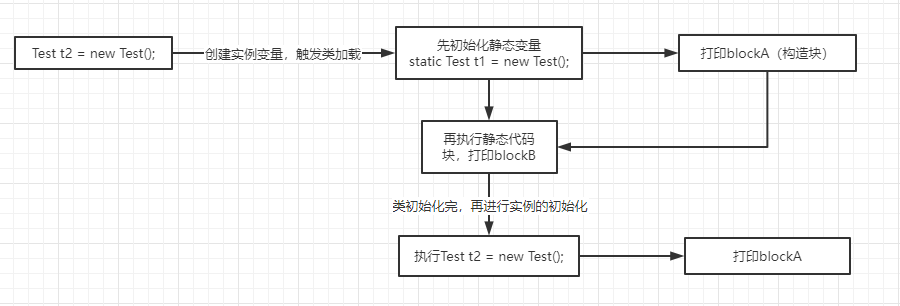 Test t2 = new Test();
创建实例变量，触发类加载
先初始化静态变量
static Test t1 = new Test();
打印blockA（构造块）
再执行静态代码
块，打印blockB
类初始化完，再进行实例的初始化
执行Test t2 = new Test();
打印blockA